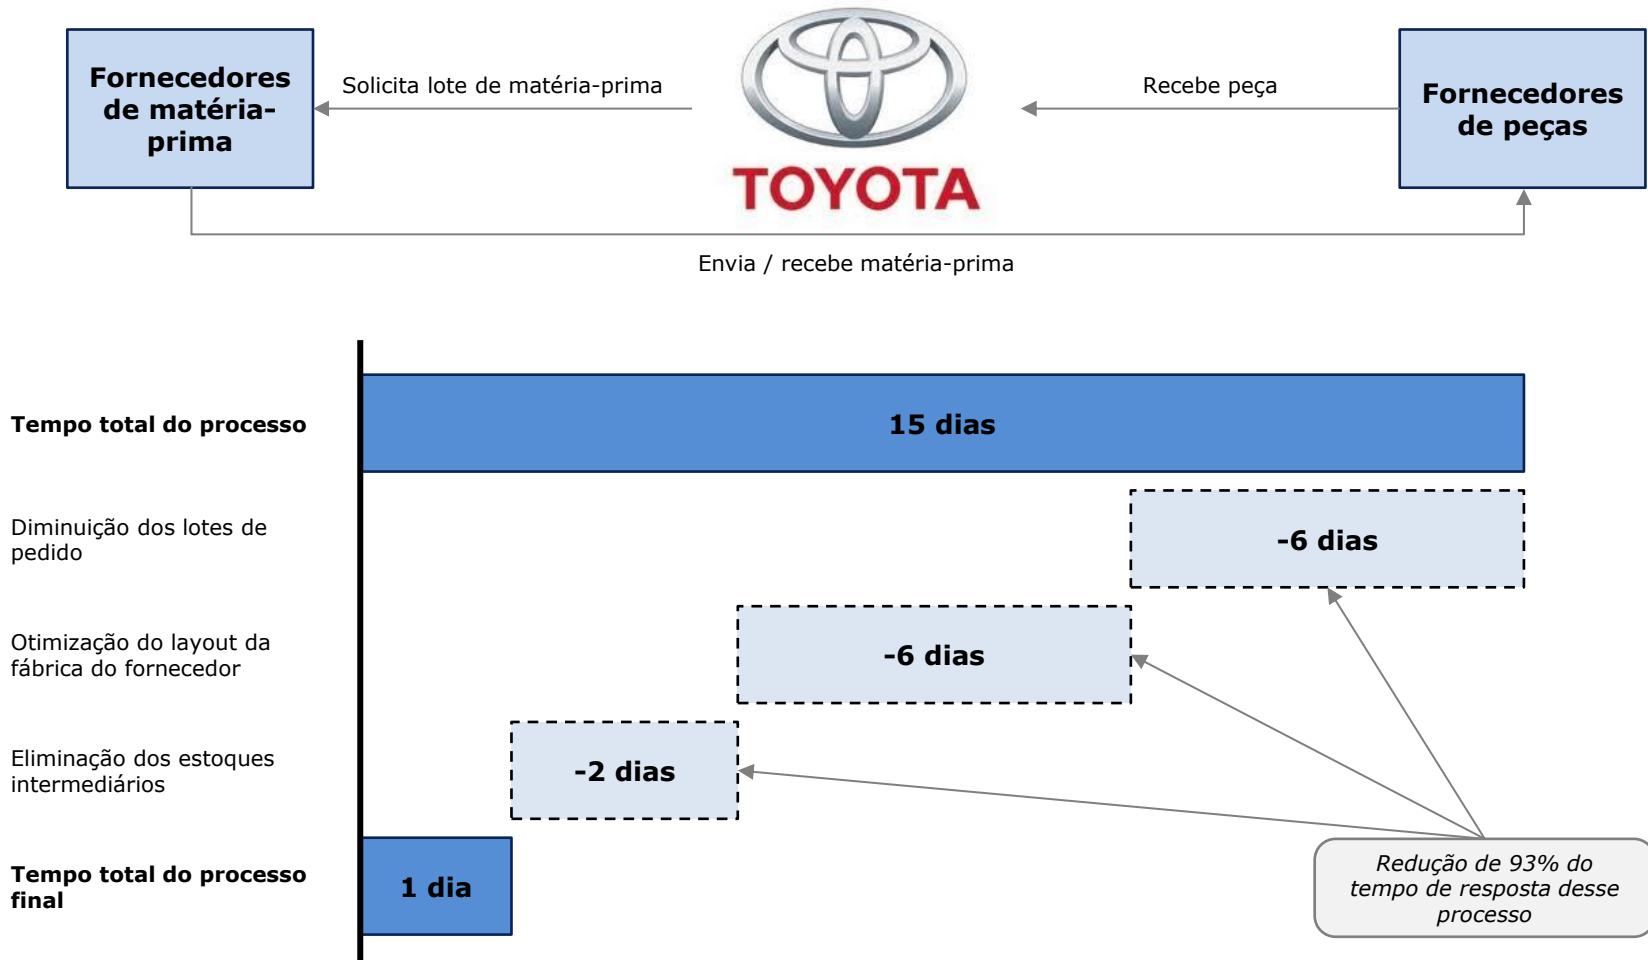 Fornecedores
de matéria-
prima
Solicita lote de matéria-prima
TOYOTA
Recebe peça
Fornecedores
de peças
Envia / recebe matéria-prima
Tempo total do processo
15 dias
Diminuição dos lotes de
pedido
-6 dias
Otimização do layout da
fábrica do fornecedor
-6 dias
Eliminação dos estoques
intermediários
-2 dias
Tempo total do processo
final
1 dia
Redução de 93% do
tempo de resposta desse
processo